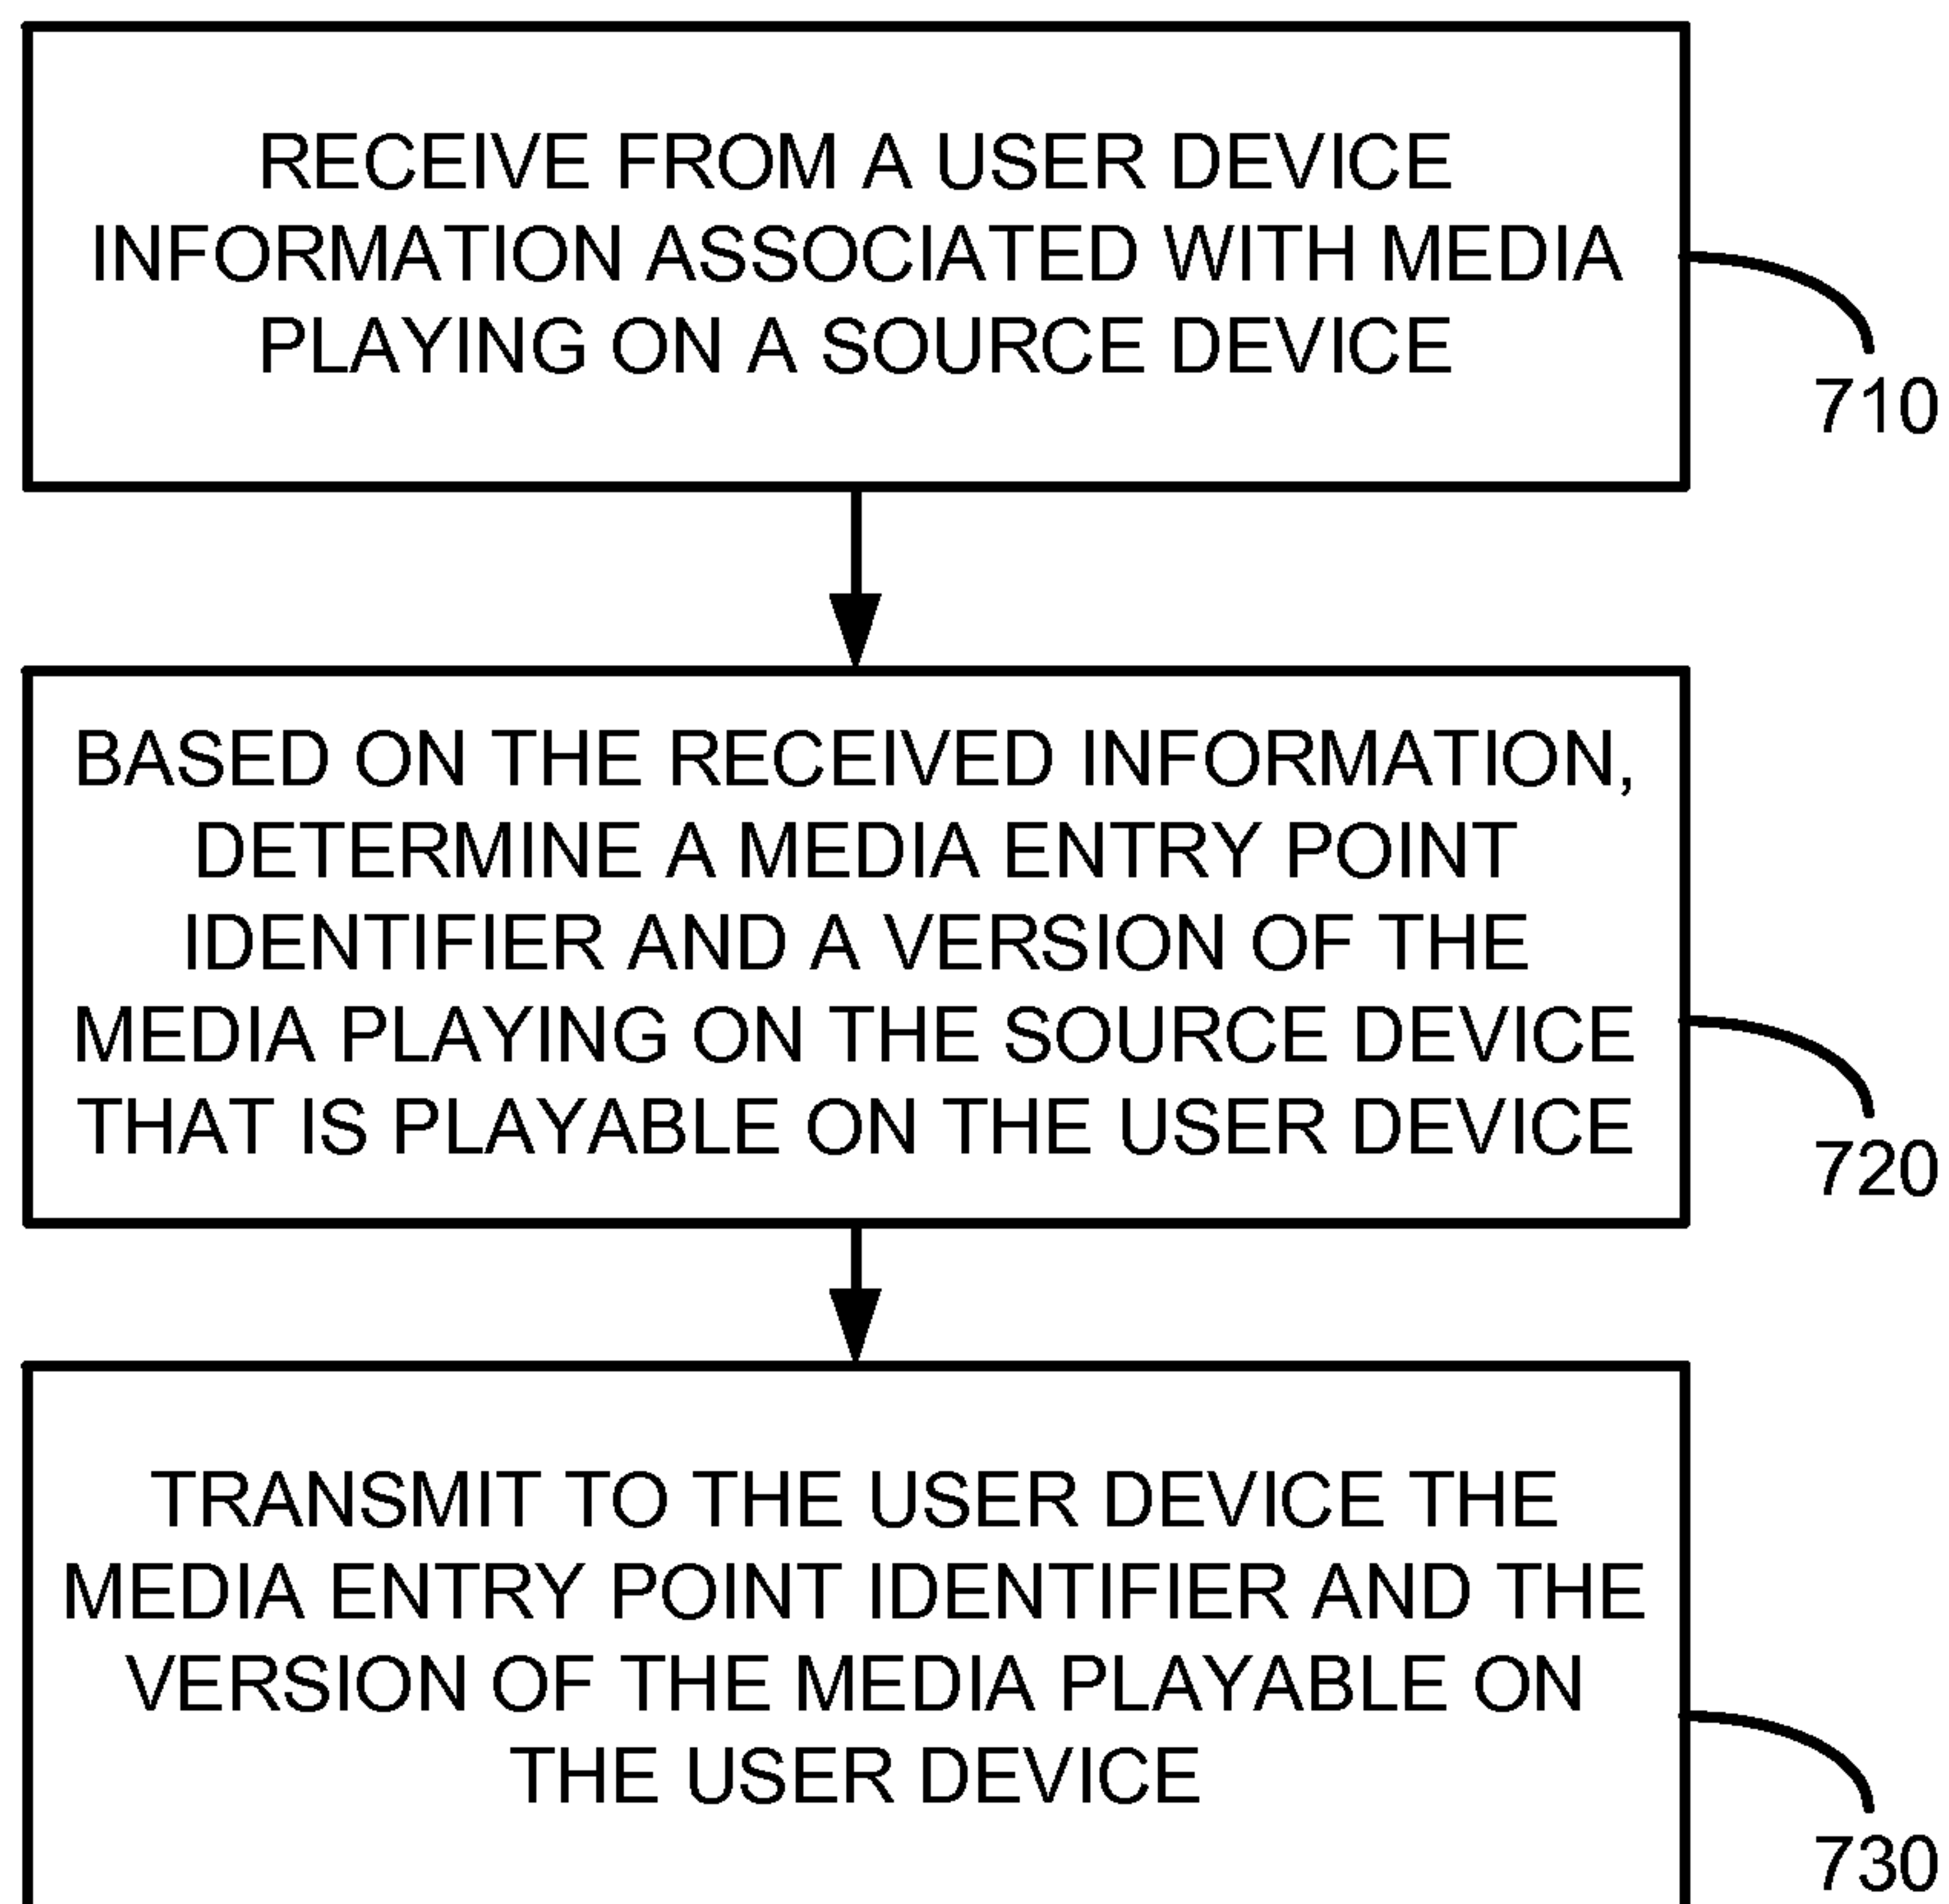 RECEIVE FROM A USER DEVICE
INFORMATION ASSOCIATED WITH MEDIA
PLAYING ON A SOURCE DEVICE
710
BASED ON THE RECEIVED INFORMATION,
DETERMINE A MEDIA ENTRY POINT
IDENTIFIER AND A VERSION OF THE
MEDIA PLAYING ON THE SOURCE DEVICE
THAT IS PLAYABLE ON THE USER DEVICE
720
TRANSMIT TO THE USER DEVICE THE
MEDIA ENTRY POINT IDENTIFIER AND THE
VERSION OF THE MEDIA PLAYABLE ON
THE USER DEVICE
730